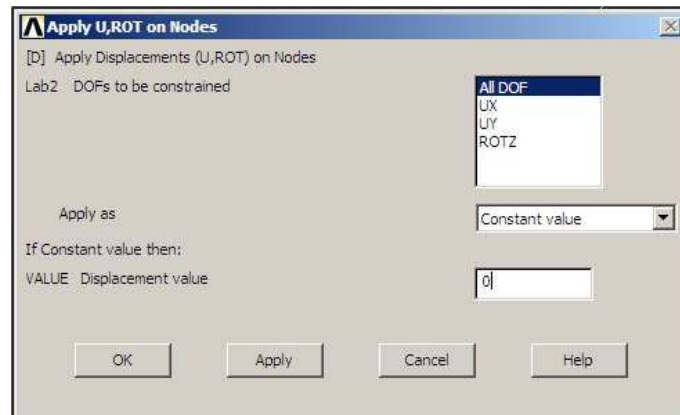 Apply U,ROT on Nodes
[D] Apply Displacements (U,ROT) on Nodes
Lab2 DOFs to be constrained
All DOF
UX
UY
ROTZ
Apply as
Constant value
If Constant value then:
VALUE Displacement value
0
OK Apply Cancel Help